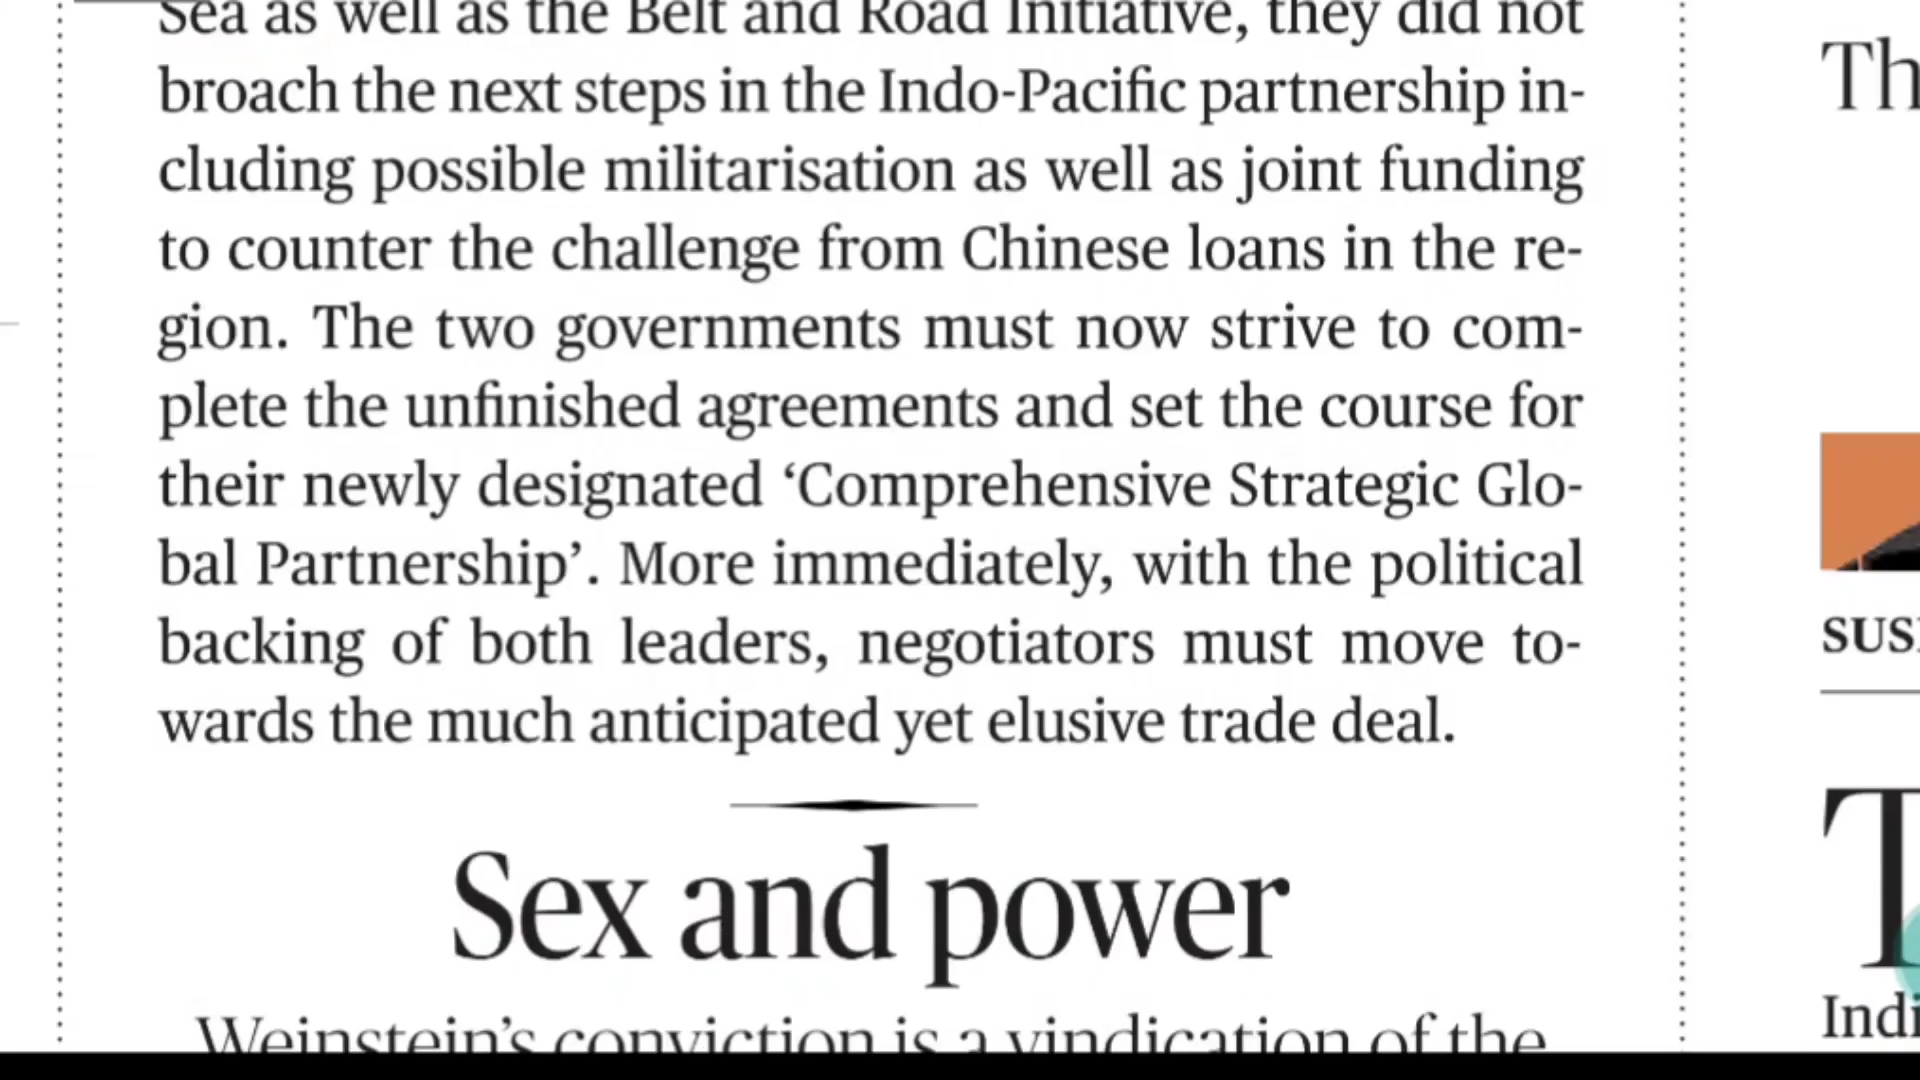 Sea as well as the Belt and Road Initiative, they did not
broach the next steps in the Indo-Pacific partnership in-
cluding possible militarisation as well as joint funding
to counter the challenge from Chinese loans in the re-
gion. The two governments must now strive to com-
plete the unfinished agreements and set the course for
their newly designated ‘Comprehensive Strategic Glo-
bal Partnership’. More immediately, with the political
backing of both leaders, negotiators must move to-
wards the much anticipated yet elusive trade deal.
Sex and power
Weinstein’s conviction is a vindication of the
Th
SUS
T
Indi